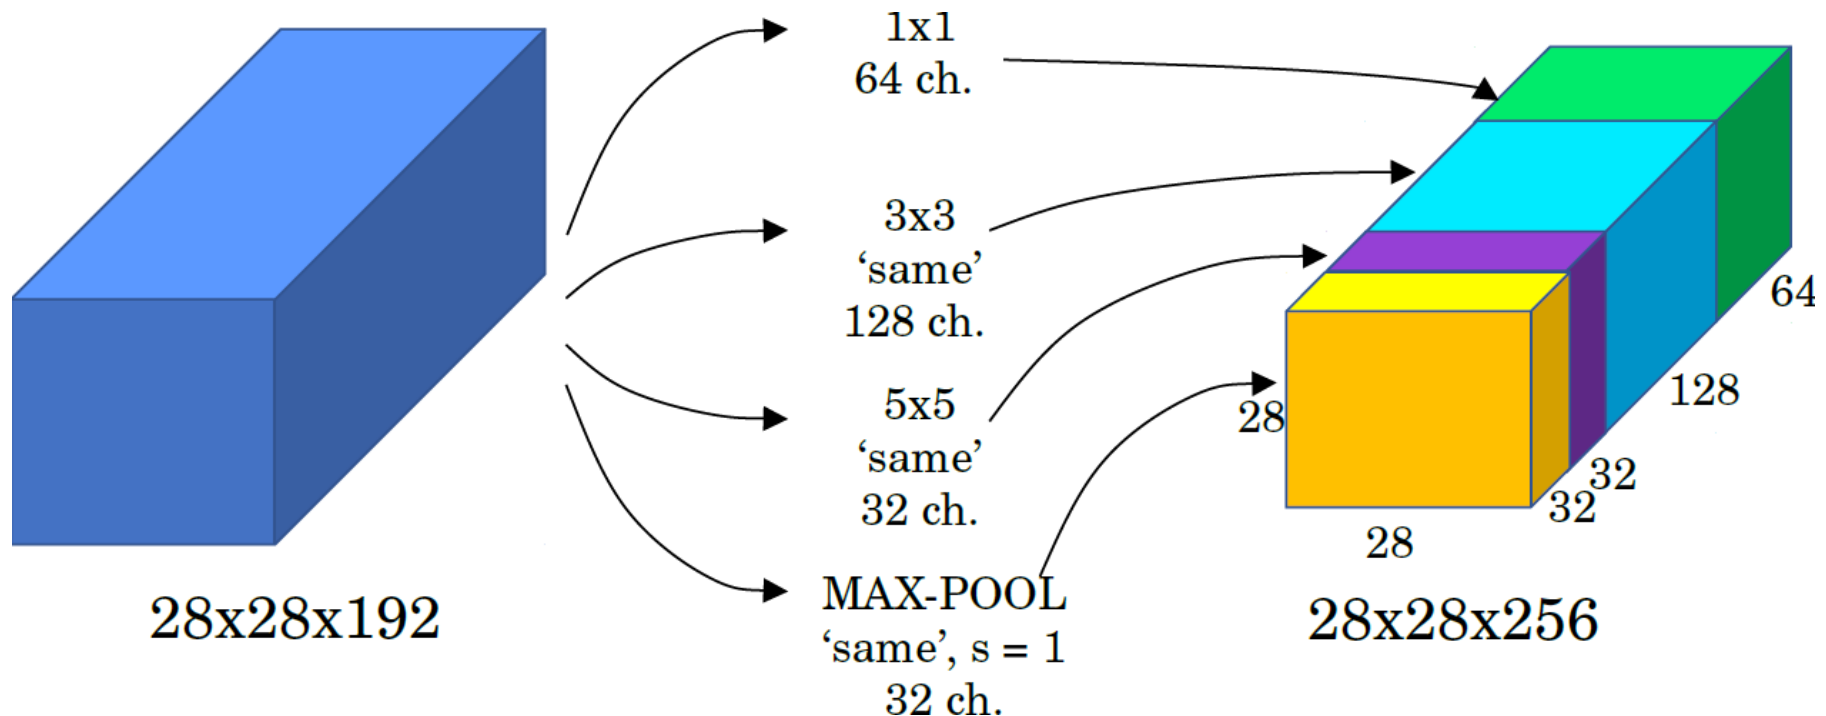 1x1
64 ch.
3x3
‘same’
128 ch.
5x5
‘same’
32 ch.
MAX-POOL
‘same’, s = 1
32 ch.
28x28x192
64
128
32
32
28
28
28x28x256